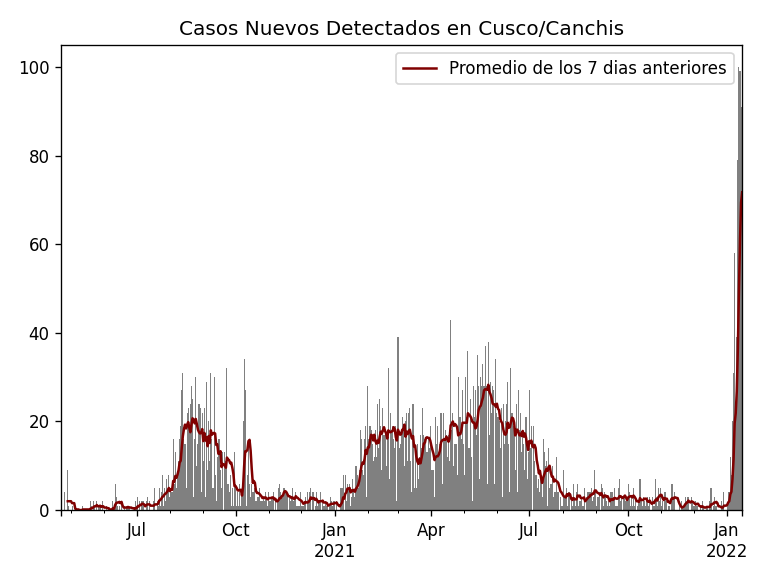 Casos Nuevos Detectados en Cusco/Canchis
Promedio de los 7 dias anteriores
100
80
60
40
20
0
Jul Oct Jan Apr Jul Oct Jan
2021 2022